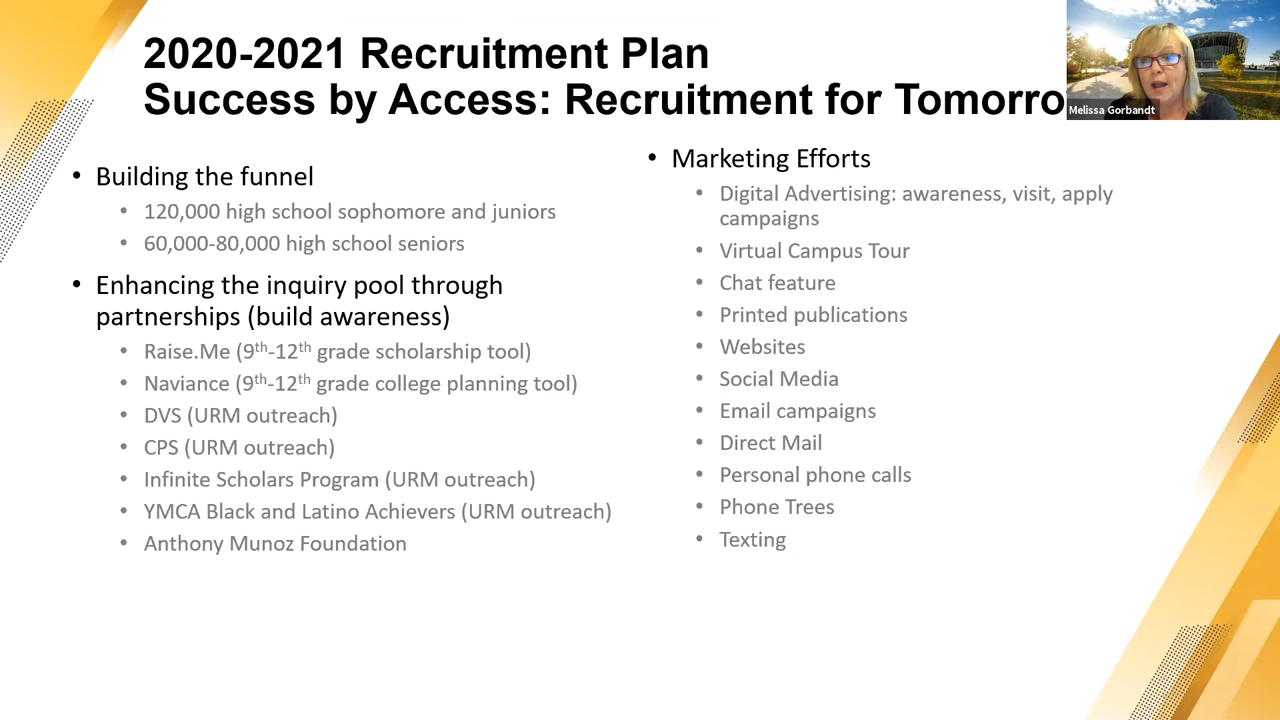 2020-2021 Recruitment Plan
Success by Access: Recruitment for Tomorro
Melissa Gorbandt
• Building the funnel
• 120,000 high school sophomore and juniors
• 60,000-80,000 high school seniors
• Enhancing the inquiry pool through
partnerships (build awareness)
• Raise.Me (9th-12th grade scholarship tool)
• Naviance (9th-12th grade college planning tool)
• DVS (URM outreach)
• CPS (URM outreach)
• Infinite Scholars Program (URM outreach)
• YMCA Black and Latino Achievers (URM outreach)
• Anthony Munoz Foundation
• Marketing Efforts
• Digital Advertising: awareness, visit, apply
campaigns
• Virtual Campus Tour
• Chat feature
• Printed publications
• Websites
• Social Media
• Email campaigns
• Direct Mail
• Personal phone calls
• Phone Trees
• Texting